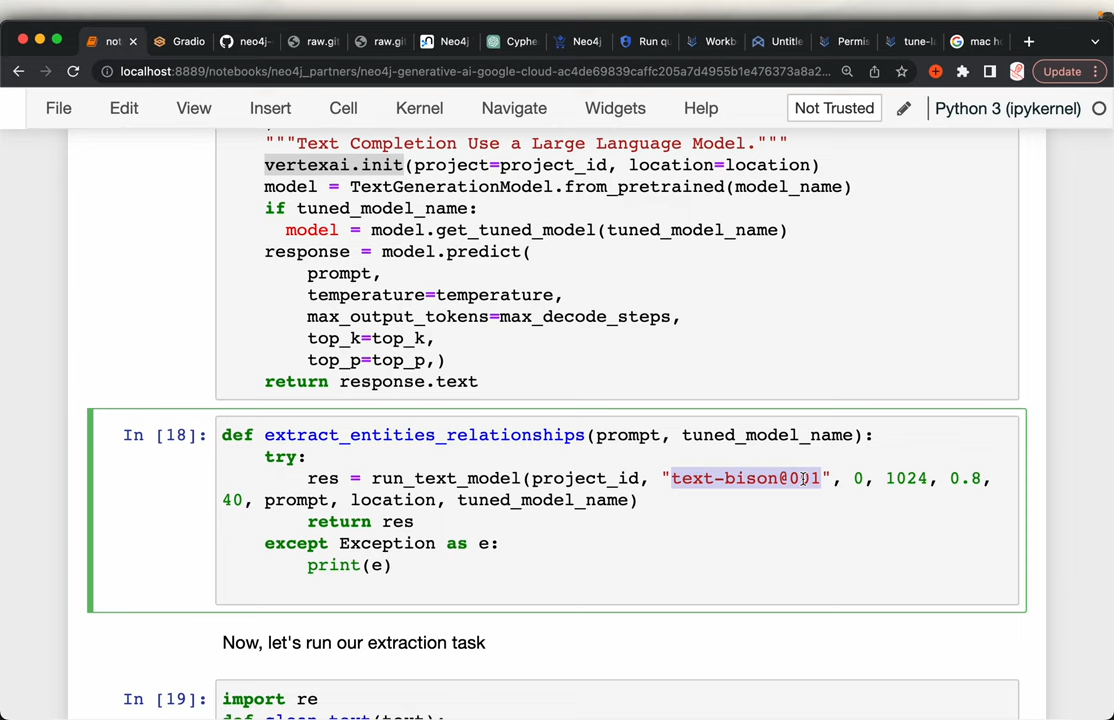 not
Gradio
neo4j-
raw.git
raw.git
Neo4j
Cyphe
Neo4j
Run qu
Workb
Untitle
Permis
tune-l
mac h
localhost:8889/notebooks/neo4j_partners/neo4j-generative-ai-google-cloud-ac4de69839caffc205a7d4955b1e476373a8a2...
Update
File Edit View Insert Cell Kernel Navigate Widgets Help
Not Trusted
Python 3 (ipykernel)
"""Text Completion Use a Large Language Model."""
vertexai.init(project=project_id, location=location)
model = TextGenerationModel.from_pretrained(model_name)
if tuned_model_name:
model = model.get_tuned_model(tuned_model_name)
response = model.predict(
prompt,
temperature=temperature,
max_output_tokens=max_decode_steps,
top_k=top_k,
top_p=top_p,)
return response.text
In [18]: def extract_entities_relationships(prompt, tuned_model_name):
try:
res = run_text_model(project_id, "text-bison@001", 0, 1024, 0.8,
40, prompt, location, tuned_model_name)
return res
except Exception as e:
print(e)
Now, let's run our extraction task
In [19]: import re
def clean_text(text):